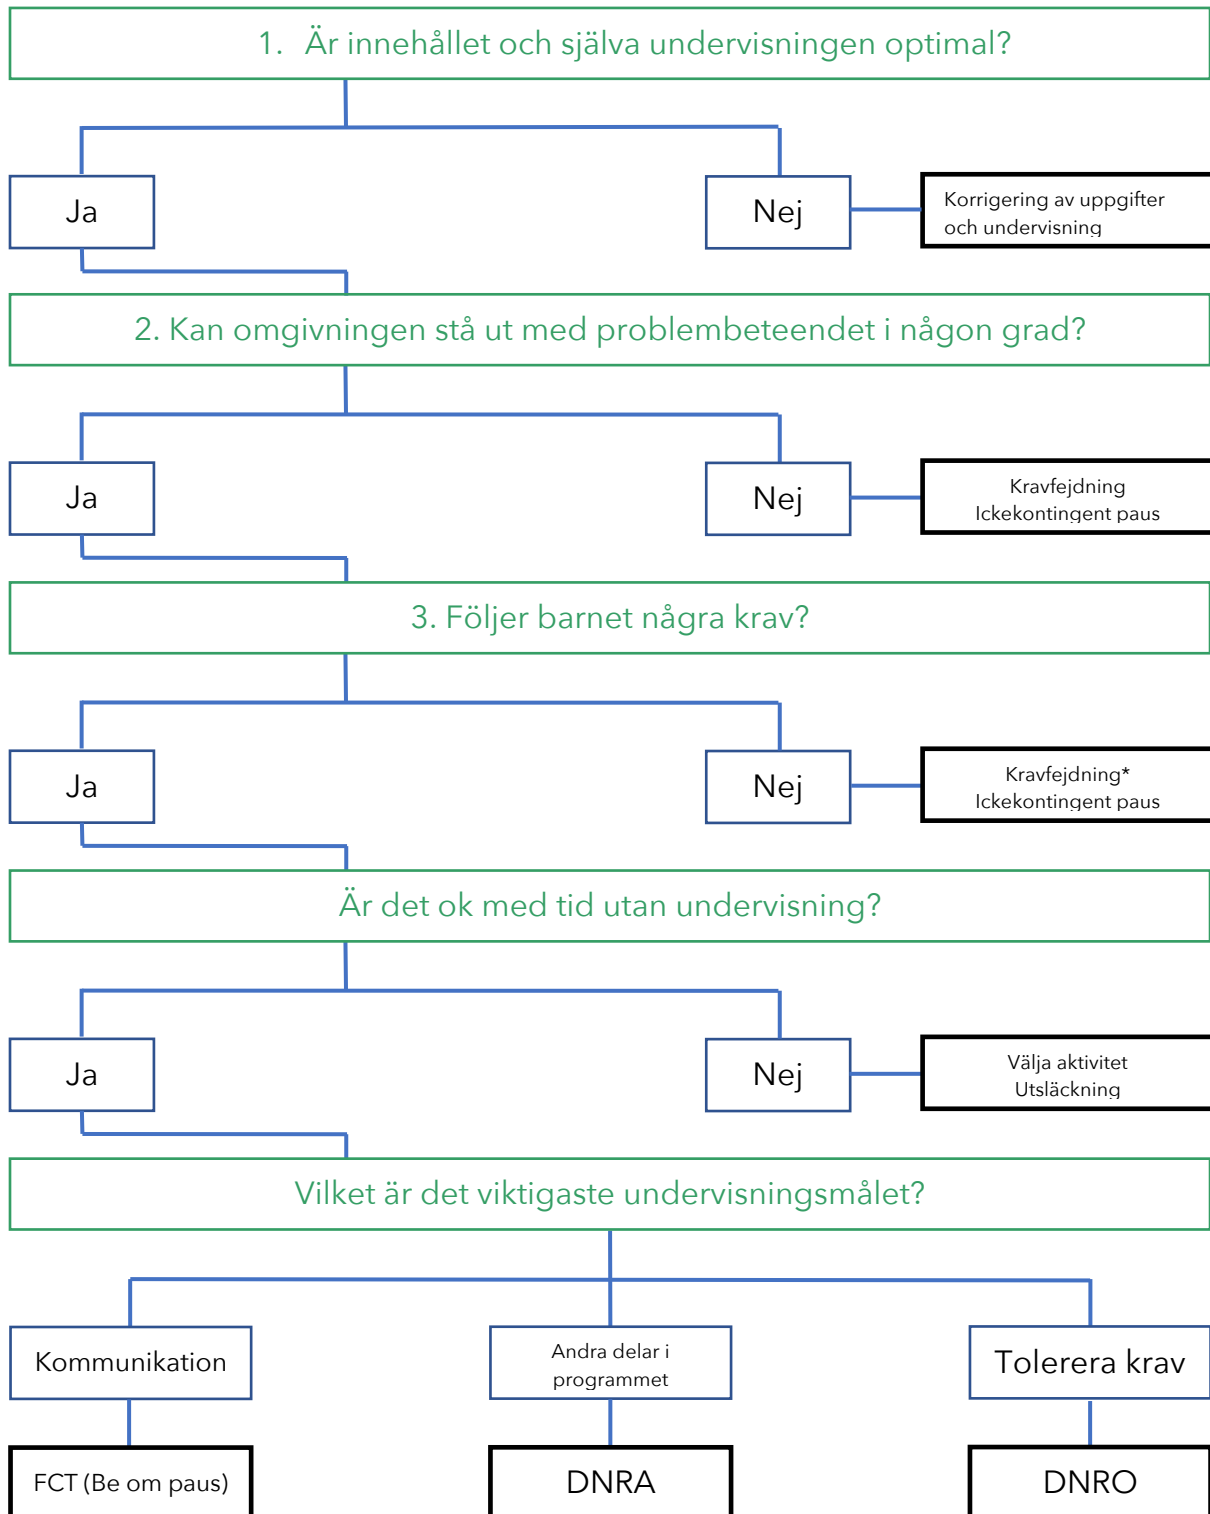 1. Är innehållet och själva undervisningen optimal?
Ja
Nej
Korrigering av uppgifter
och undervisning
2. Kan omgivningen stå ut med problembeteendet i någon grad?
Ja
Nej
Kravfejdning
Ickekontingent paus
3. Följer barnet några krav?
Ja
Nej
Kravfejdning*
Ickekontingent paus
Är det ok med tid utan undervisning?
Ja
Nej
Välja aktivitet
Utsläckning
Vilket är det viktigaste undervisningsmålet?
Kommunikation
Andra delar i
programmet
Tolerera krav
FCT (Be om paus)
DNRA
DNRO